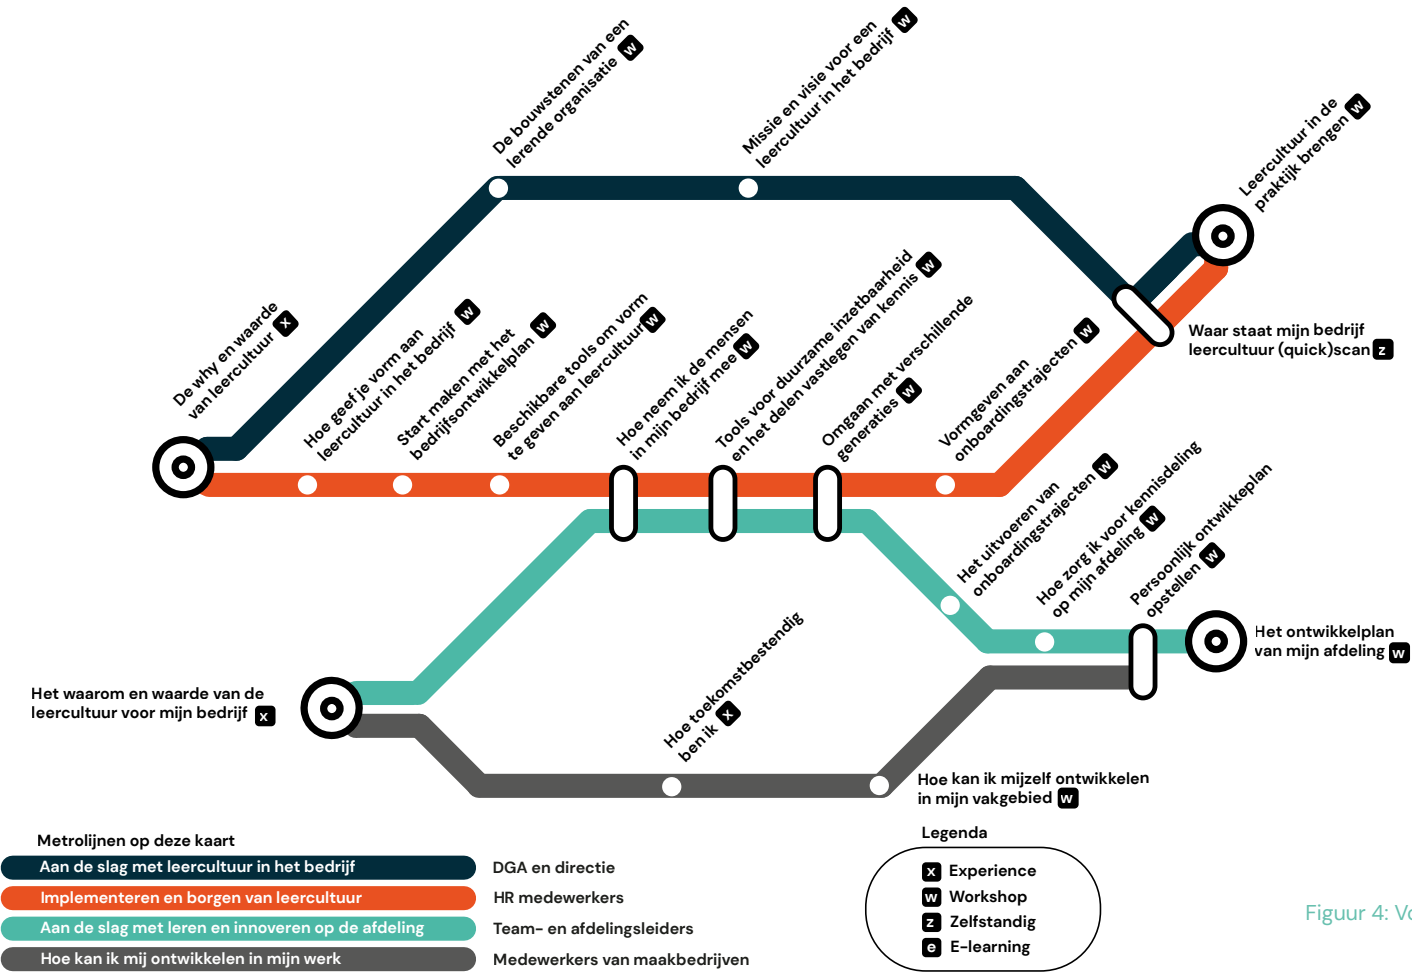 De bouwstenen van een
lerende organisatie w
Missie en visie voor een
leercultuur in het bedrijf w
Leercultuur in de
praktijk brengen w
De why en waarde
van leercultuur x
Hoe geef je vorm aan
leercultuur in het bedrijf w
Start maken met het
bedrijfsontwikkelplan w
Beschikbare tools om vorm
te geven aan leercultuur w
Hoe neem ik de mensen
in mijn bedrijf mee w
Tools voor duurzame inzetbaarheid
en het delen vastlegen van kennis w
Omgaan met verschillende
generaties w
Vormgeven aan
onboardingstrajecten w
Waar staat mijn bedrijf
leercultuur (quick)scan z
Het uitvoeren van
onboardingstrajecten w
Hoe zorg ik voor kennisdeling
op mijn afdeling w
Persoonlijk ontwikkeplan
opstellen w
Het ontwikkelplan
van mijn afdeling w
Het waarom en waarde van de
leercultuur voor mijn bedrijf x
Hoe toekomstbestendig
ben ik x
Hoe kan ik mijzelf ontwikkelen
in mijn vakgebied w
Metrolijnen op deze kaart
Aan de slag met leercultuur in het bedrijf DGA en directie
Implementeren en borgen van leercultuur HR medewerkers
Aan de slag met leren en innoveren op de afdeling Team- en afdelingsleiders
Hoe kan ik mij ontwikkelen in mijn werk Medewerkers van maakbedrijven
Legenda
x Experience
w Workshop
z Zelfstandig
e E-learning
Figuur 4: